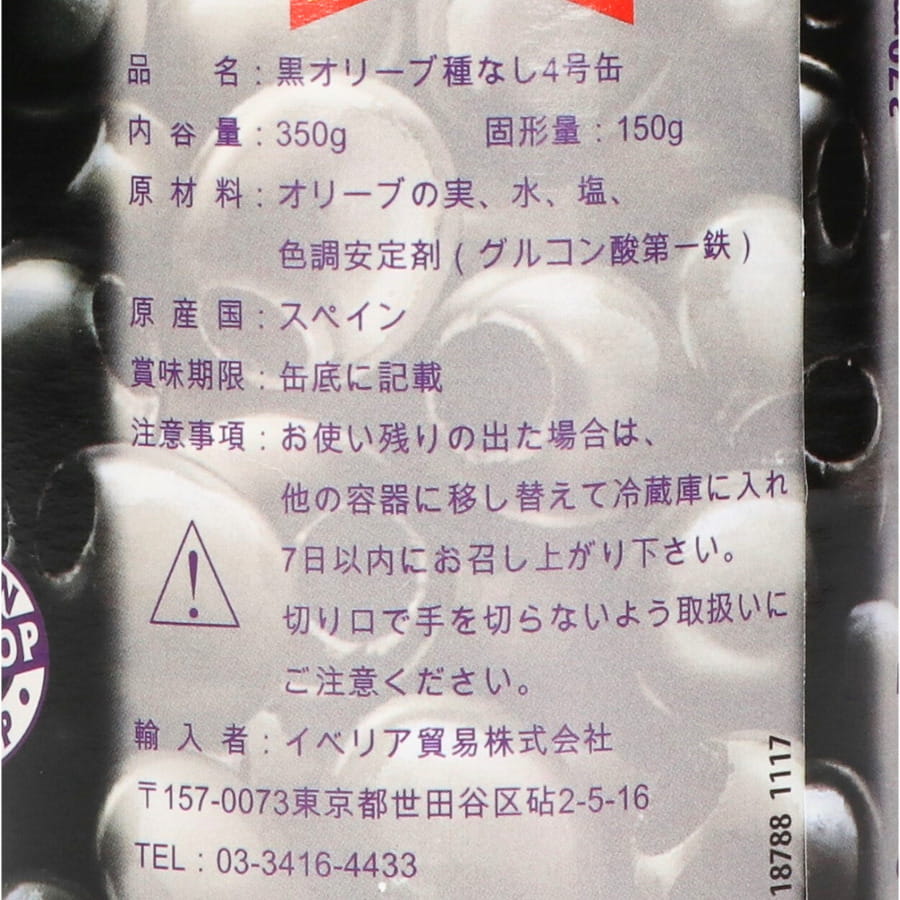 品名：黒オリーブ種なし4号缶
内谷量：350g 固形量：150g
原材料：オリーブの実、水、塩、
色調安定剤（グルコン酸第一鉄）
原産国：スペイン
賞味期限：缶底に記載
注意事項：お使い残りの出た場合は、
他の容器に移し替えて冷蔵庫に入れ
7日以内にお召し上がり下さい。
切り口で手を切らないよう取扱いに
ご注意ください。
輸入者：イベリア貿易株式会社
〒157-0073東京都世田谷区砧2-5-16
TEL：03-3416-4433
18788 1117
OP